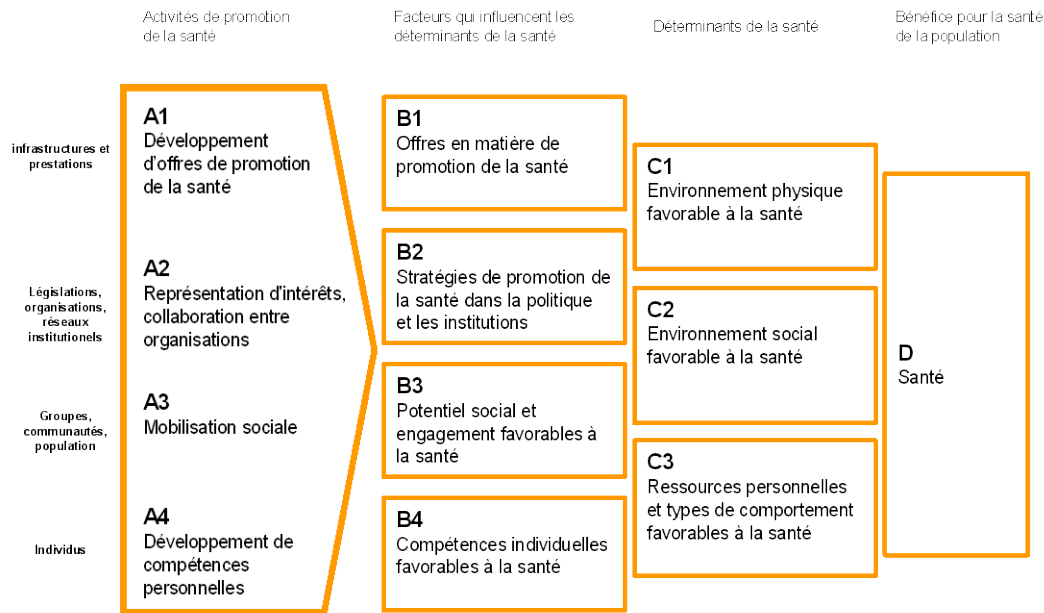 Activités de promotion
de la santé
Facteurs qui influencent les
déterminants de la santé
Déterminants de la santé
Bénéfice pour la santé
de la population
infrastructures et
prestations
Législations,
organisations,
réseaux
institutionels
Groupes,
communautés,
population
Individus
A1
Développement
d'offres de promotion
de la santé
A2
Représentation d'intérêts,
collaboration entre
organisations
A3
Mobilisation sociale
A4
Développement de
compétences
personnelles
B1
Offres en matière de
promotion de la santé
B2
Stratégies de promotion de
la santé dans la politique
et les institutions
B3
Potentiel social et
engagement favorables à
la santé
B4
Compétences individuelles
favorables à la santé
C1
Environnement physique
favorable à la santé
C2
Environnement social
favorable à la santé
C3
Ressources personnelles
et types de comportement
favorables à la santé
D
Santé